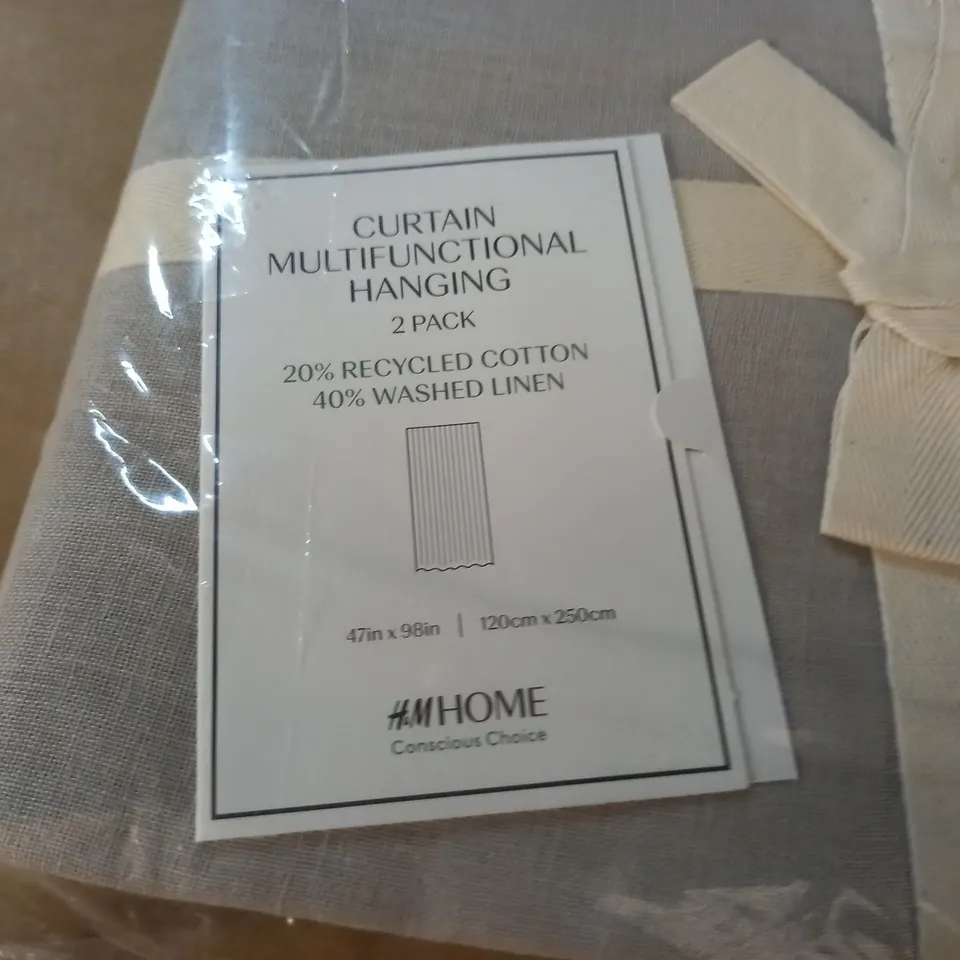 CURTAIN
MULTIFUNCTIONAL
HANGING
2 PACK
20% RECYCLED COTTON
40% WASHED LINEN
47in x 98in | 120cm x 250cm
H&M HOME
Conscious Choice